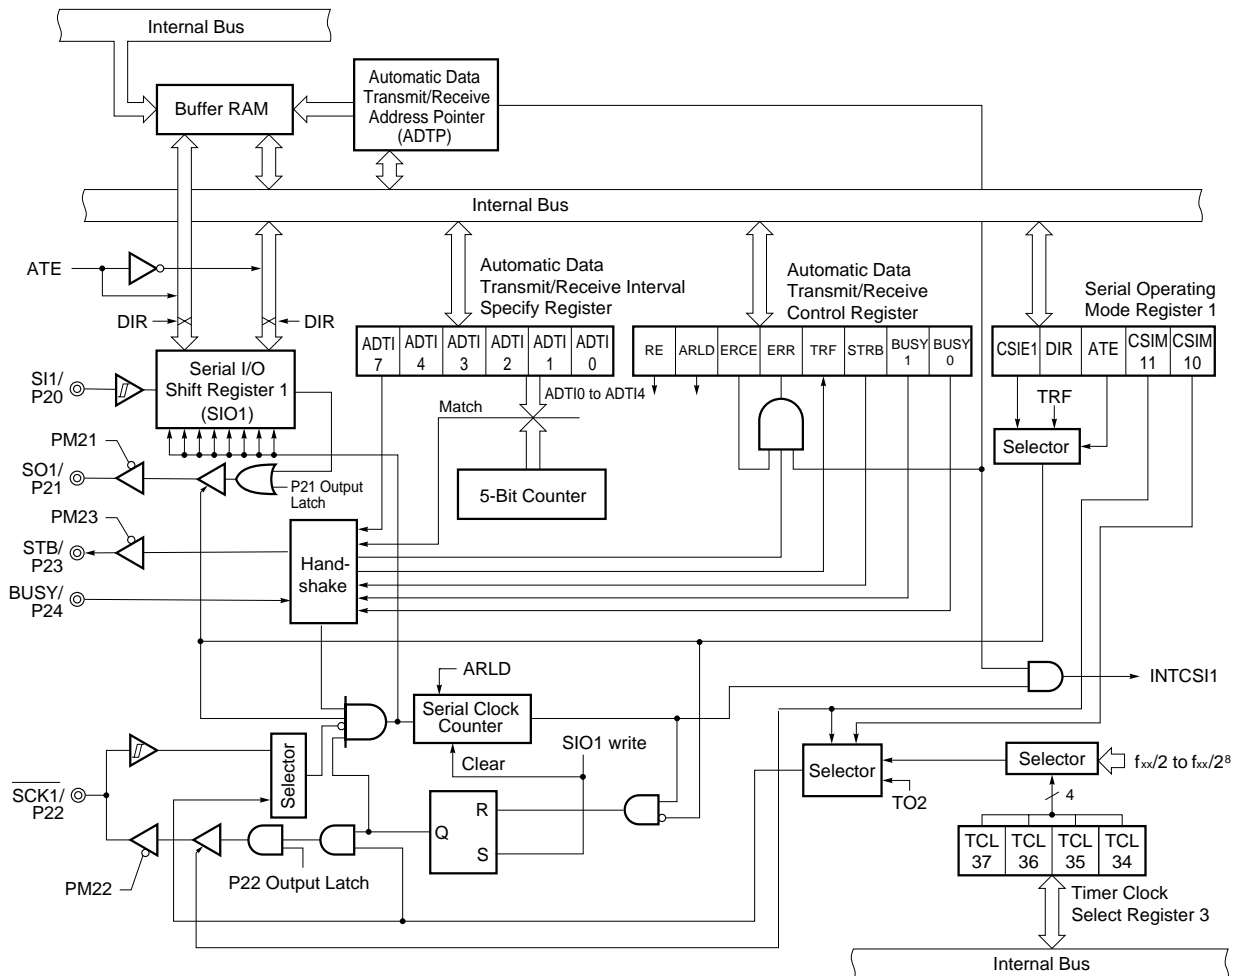 Internal Bus
Buffer RAM
Automatic Data
Transmit/Receive
Address Pointer
(ADTP)
Internal Bus
ATE
DIR
DIR
Automatic Data
Transmit/Receive Interval
Specify Register
Automatic Data
Transmit/Receive
Control Register
Serial Operating
Mode Register 1
ADTI
7
ADTI
4
ADTI
3
ADTI
2
ADTI
1
ADTI
0
RE
ARLD
ERCE
ERR
TRF
STRB
BUSY
1
BUSY
0
CSIE1
DIR
ATE
CSIM
11
CSIM
10
SI1/
P20
Serial I/O
Shift Register 1
(SIO1)
ADTI0 to ADTI4
Match
TRF
Selector
PM21
SO1/
P21
P21 Output
Latch
5-Bit Counter
PM23
STB/
P23
Hand-
shake
BUSY/
P24
ARLD
Serial Clock
Counter
INTCSI1
SIO1 write
Clear
Selector
SCK1/
P22
Selector
TO2
Selector
fxx/2 to fxx/2⁸
4
R
Q
S
PM22
P22 Output Latch
TCL
37
TCL
36
TCL
35
TCL
34
Timer Clock
Select Register 3
Internal Bus